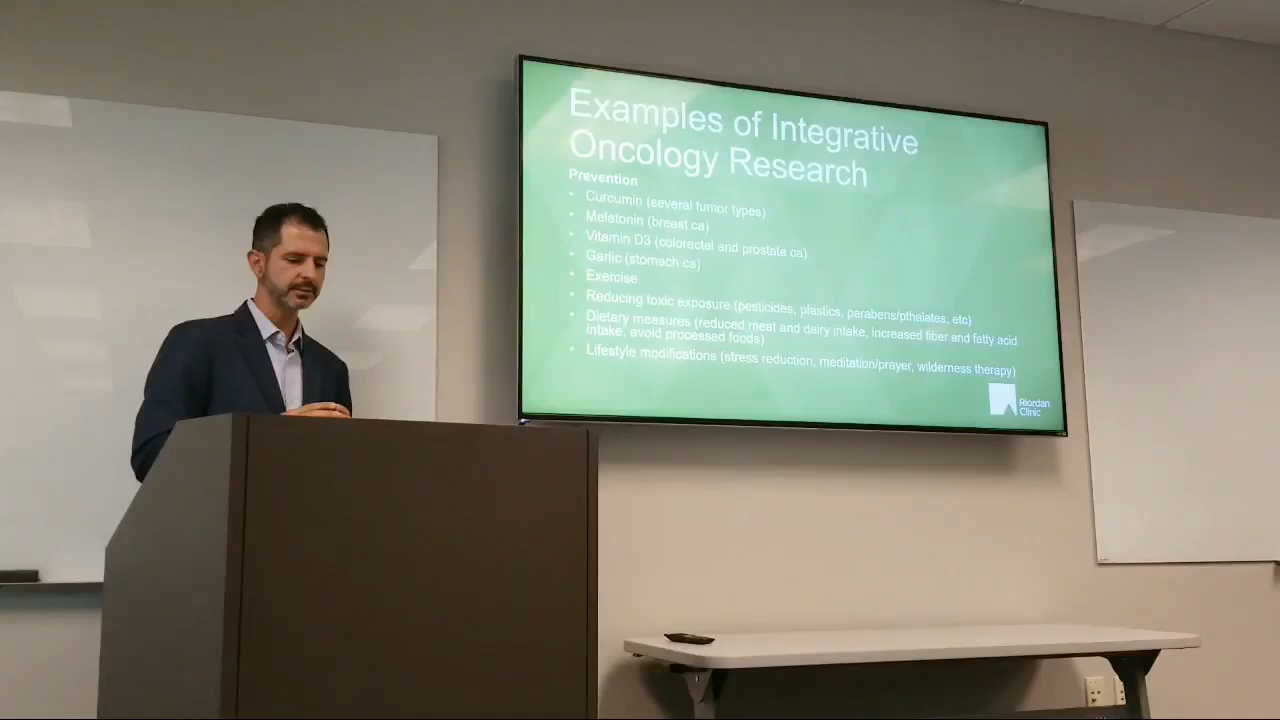 Examples of Integrative
Oncology Research
Prevention
• Curcumin (several tumor types)
• Melatonin (breast ca)
• Vitamin D3 (colorectal and prostate ca)
• Garlic (stomach ca)
• Exercise
• Reducing toxic exposure (pesticides, plastics, parabens/pthalates, etc)
• Dietary measures (reduced meat and dairy intake, increased fiber and fatty acid
intake, avoid processed foods)
• Lifestyle modifications (stress reduction, meditation/prayer, wilderness therapy)
Riordan
Clinic